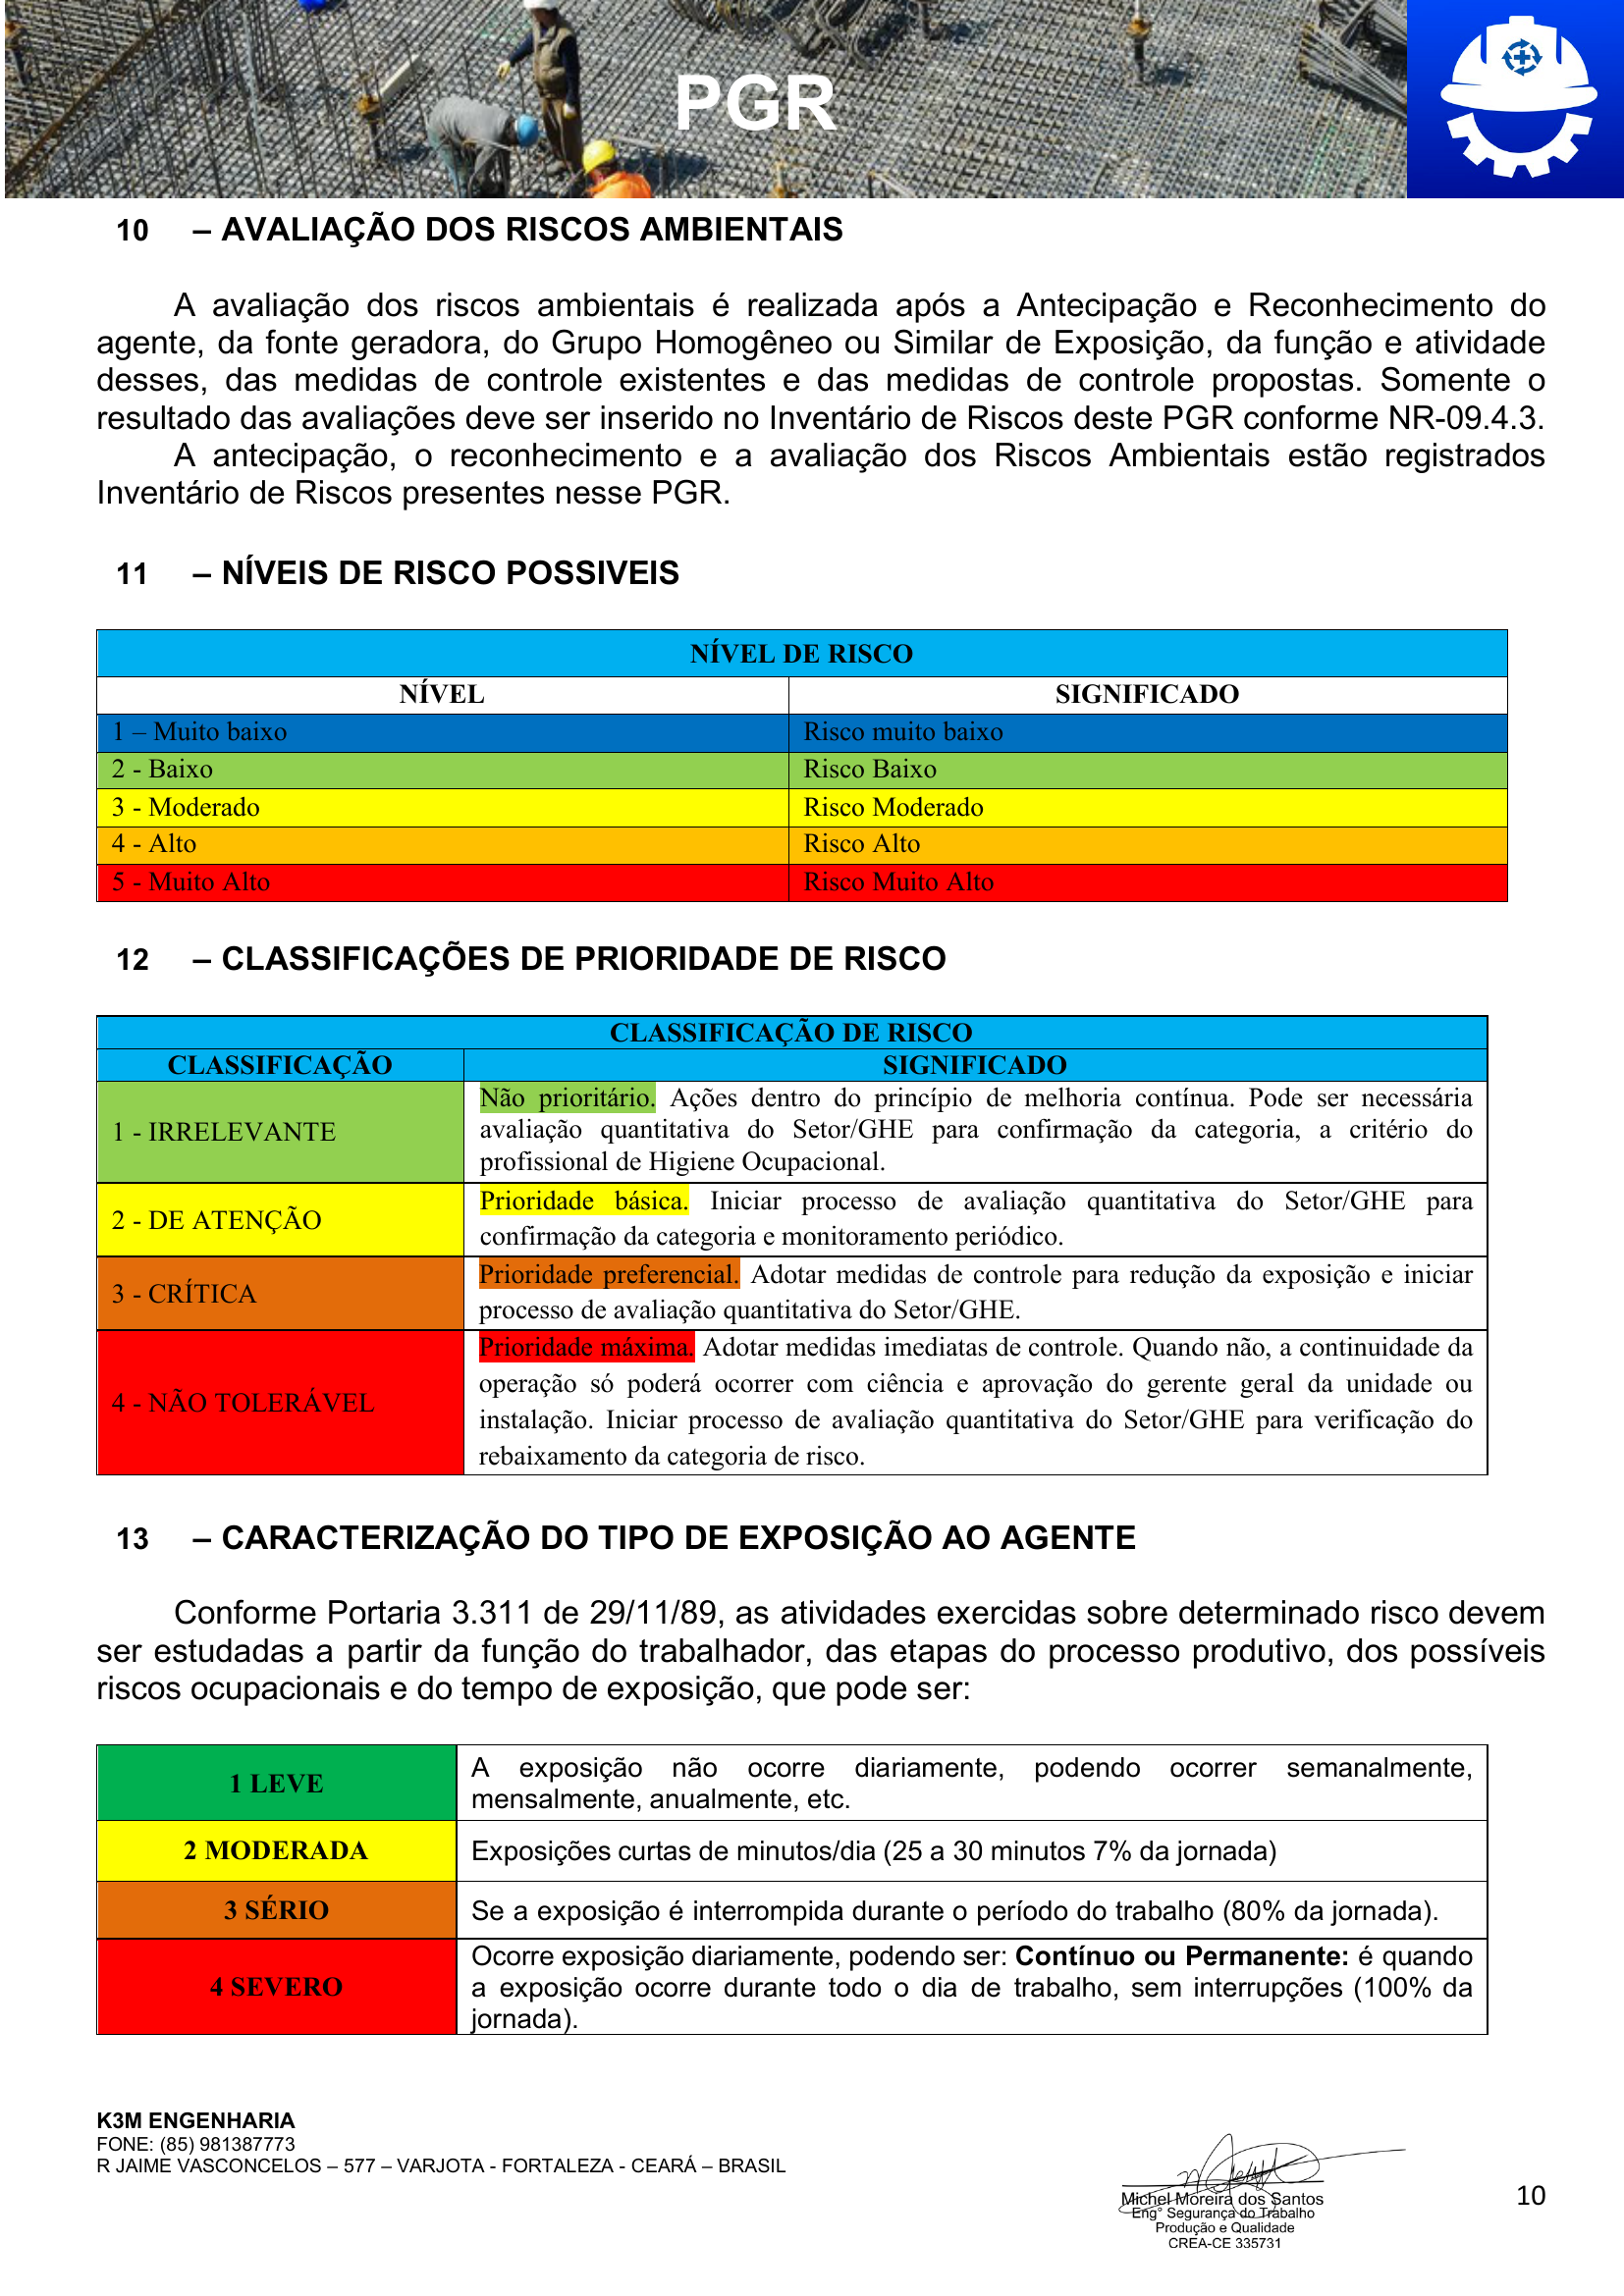 PGR
10 – AVALIAÇÃO DOS RISCOS AMBIENTAIS
A avaliação dos riscos ambientais é realizada após a Antecipação e Reconhecimento do
agente, da fonte geradora, do Grupo Homogêneo ou Similar de Exposição, da função e atividade
desses, das medidas de controle existentes e das medidas de controle propostas. Somente o
resultado das avaliações deve ser inserido no Inventário de Riscos deste PGR conforme NR-09.4.3.
A antecipação, o reconhecimento e a avaliação dos Riscos Ambientais estão registrados
Inventário de Riscos presentes nesse PGR.
11 – NÍVEIS DE RISCO POSSIVEIS
NÍVEL DE RISCO
NÍVEL SIGNIFICADO
1 – Muito baixo Risco muito baixo
2 - Baixo Risco Baixo
3 - Moderado Risco Moderado
4 - Alto Risco Alto
5 - Muito Alto Risco Muito Alto
12 – CLASSIFICAÇÕES DE PRIORIDADE DE RISCO
CLASSIFICAÇÃO DE RISCO
CLASSIFICAÇÃO SIGNIFICADO
1 - IRRELEVANTE
Não prioritário. Ações dentro do princípio de melhoria contínua. Pode ser necessária
avaliação quantitativa do Setor/GHE para confirmação da categoria, a critério do
profissional de Higiene Ocupacional.
2 - DE ATENÇÃO
Prioridade básica. Iniciar processo de avaliação quantitativa do Setor/GHE para
confirmação da categoria e monitoramento periódico.
3 - CRÍTICA
Prioridade preferencial. Adotar medidas de controle para redução da exposição e iniciar
processo de avaliação quantitativa do Setor/GHE.
4 - NÃO TOLERÁVEL
Prioridade máxima. Adotar medidas imediatas de controle. Quando não, a continuidade da
operação só poderá ocorrer com ciência e aprovação do gerente geral da unidade ou
instalação. Iniciar processo de avaliação quantitativa do Setor/GHE para verificação do
rebaixamento da categoria de risco.
13 – CARACTERIZAÇÃO DO TIPO DE EXPOSIÇÃO AO AGENTE
Conforme Portaria 3.311 de 29/11/89, as atividades exercidas sobre determinado risco devem
ser estudadas a partir da função do trabalhador, das etapas do processo produtivo, dos possíveis
riscos ocupacionais e do tempo de exposição, que pode ser:
1 LEVE
A exposição não ocorre diariamente, podendo ocorrer semanalmente,
mensalmente, anualmente, etc.
2 MODERADA
Exposições curtas de minutos/dia (25 a 30 minutos 7% da jornada)
3 SÉRIO
Se a exposição é interrompida durante o período do trabalho (80% da jornada).
4 SEVERO
Ocorre exposição diariamente, podendo ser: Contínuo ou Permanente: é quando
a exposição ocorre durante todo o dia de trabalho, sem interrupções (100% da
jornada).
K3M ENGENHARIA
FONE: (85) 981387773
R JAIME VASCONCELOS – 577 – VARJOTA - FORTALEZA - CEARÁ – BRASIL
Michel Moreira dos Santos
Eng° Segurança do Trabalho
Produção e Qualidade
CREA-CE 335731
10